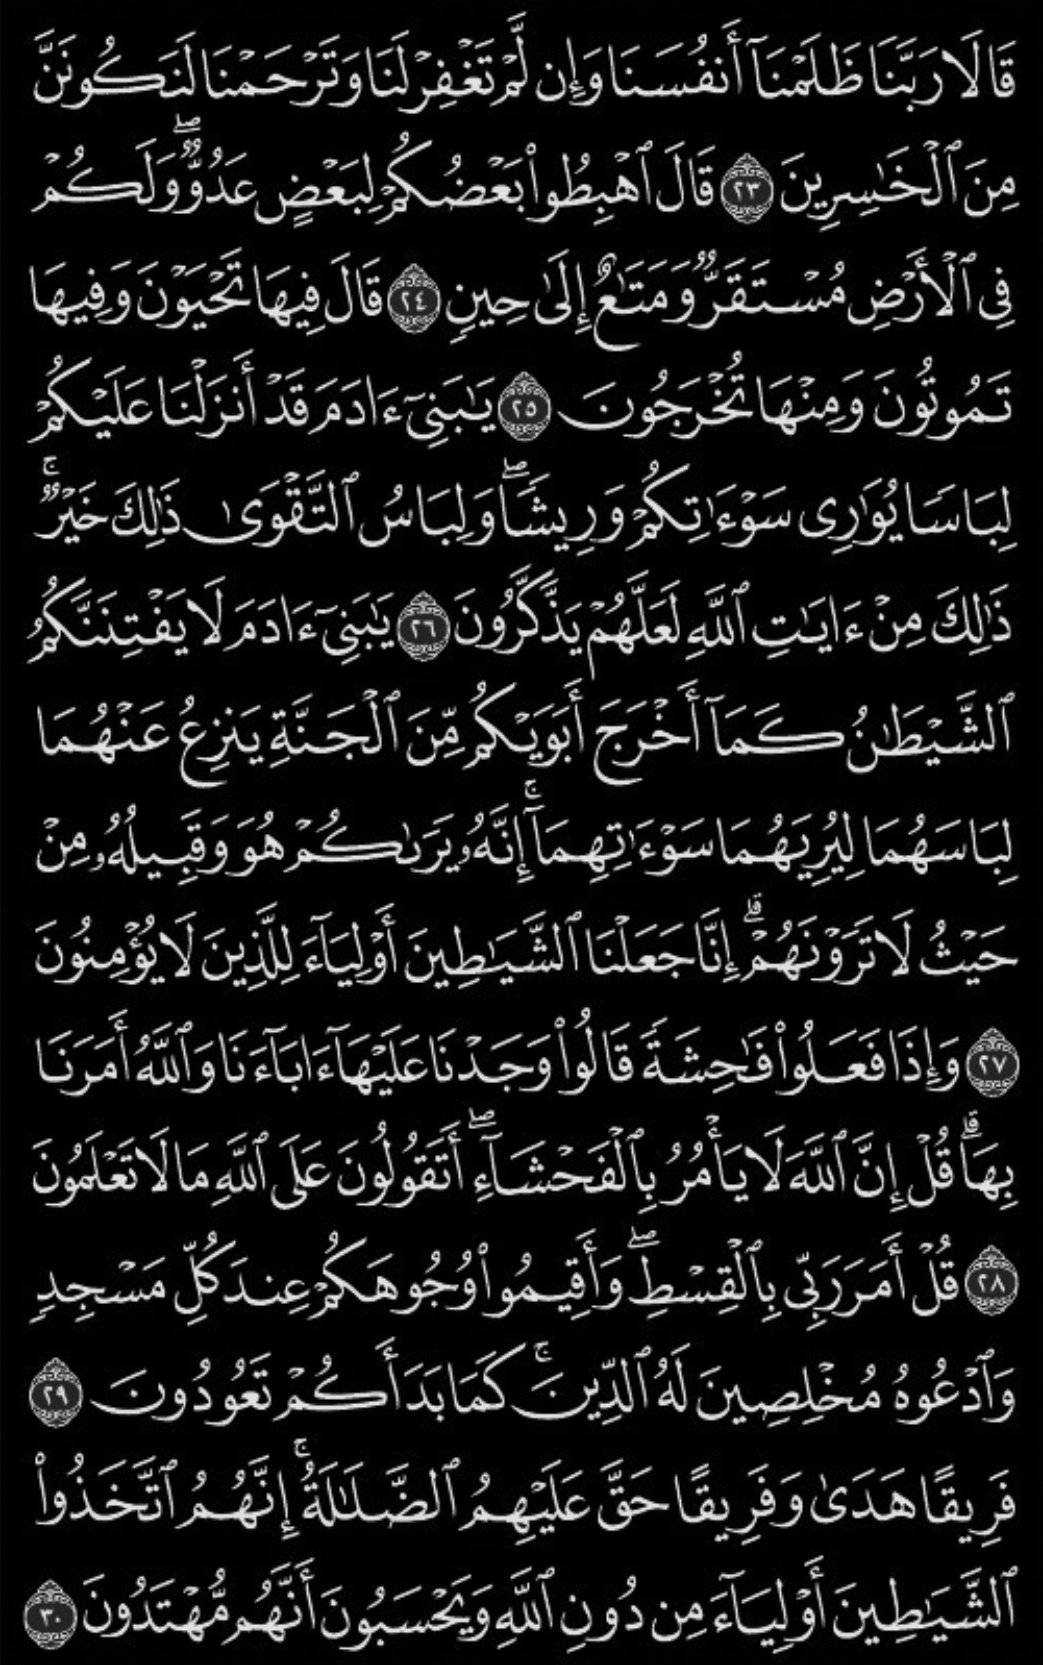 قَالَا رَبَّنَا ظَلَمْنَآ أَنفُسَنَا وَإِن لَّمْ تَغْفِرْ لَنَا وَتَرْحَمْنَا لَنَكُونَنَّ
مِنَ ٱلْخَٰسِرِينَ ٢٣ قَالَ ٱهْبِطُوا۟ بَعْضُكُمْ لِبَعْضٍ عَدُوٌّ ۖ وَلَكُمْ
فِى ٱلْأَرْضِ مُسْتَقَرٌّ وَمَتَٰعٌ إِلَىٰ حِينٍ ٢٤ قَالَ فِيهَا تَحْيَوْنَ وَفِيهَا
تَمُوتُونَ وَمِنْهَا تُخْرَجُونَ ٢٥ يَٰبَنِىٓ ءَادَمَ قَدْ أَنزَلْنَا عَلَيْكُمْ
لِبَاسًا يُوَٰرِى سَوْءَٰتِكُمْ وَرِيشًا ۖ وَلِبَاسُ ٱلتَّقْوَىٰ ذَٰلِكَ خَيْرٌ ۚ
ذَٰلِكَ مِنْ ءَايَٰتِ ٱللَّهِ لَعَلَّهُمْ يَذَّكَّرُونَ ٢٦ يَٰبَنِىٓ ءَادَمَ لَا يَفْتِنَنَّكُمُ
ٱلشَّيْطَٰنُ كَمَآ أَخْرَجَ أَبَوَيْكُم مِّنَ ٱلْجَنَّةِ يَنزِعُ عَنْهُمَا
لِبَاسَهُمَا لِيُرِيَهُمَا سَوْءَٰتِهِمَآ ۚ إِنَّهُۥ يَرَىٰكُمْ هُوَ وَقَبِيلُهُۥ مِنْ
حَيْثُ لَا تَرَوْنَهُمْ ۗ إِنَّا جَعَلْنَا ٱلشَّيَٰطِينَ أَوْلِيَآءَ لِلَّذِينَ لَا يُؤْمِنُونَ
٢٧ وَإِذَا فَعَلُوا۟ فَٰحِشَةً قَالُوا۟ وَجَدْنَا عَلَيْهَآ ءَابَآءَنَا وَٱللَّهُ أَمَرَنَا
بِهَا ۗ قُلْ إِنَّ ٱللَّهَ لَا يَأْمُرُ بِٱلْفَحْشَآءِ ۖ أَتَقُولُونَ عَلَى ٱللَّهِ مَا لَا تَعْلَمُونَ
٢٨ قُلْ أَمَرَ رَبِّى بِٱلْقِسْطِ ۖ وَأَقِيمُوا۟ وُجُوهَكُمْ عِندَ كُلِّ مَسْجِدٍ
وَٱدْعُوهُ مُخْلِصِينَ لَهُ ٱلدِّينَ ۚ كَمَا بَدَأَكُمْ تَعُودُونَ ٢٩
فَرِيقًا هَدَىٰ وَفَرِيقًا حَقَّ عَلَيْهِمُ ٱلضَّلَٰلَةُ ۗ إِنَّهُمُ ٱتَّخَذُوا۟
ٱلشَّيَٰطِينَ أَوْلِيَآءَ مِن دُونِ ٱللَّهِ وَيَحْسَبُونَ أَنَّهُم مُّهْتَدُونَ ٣٠